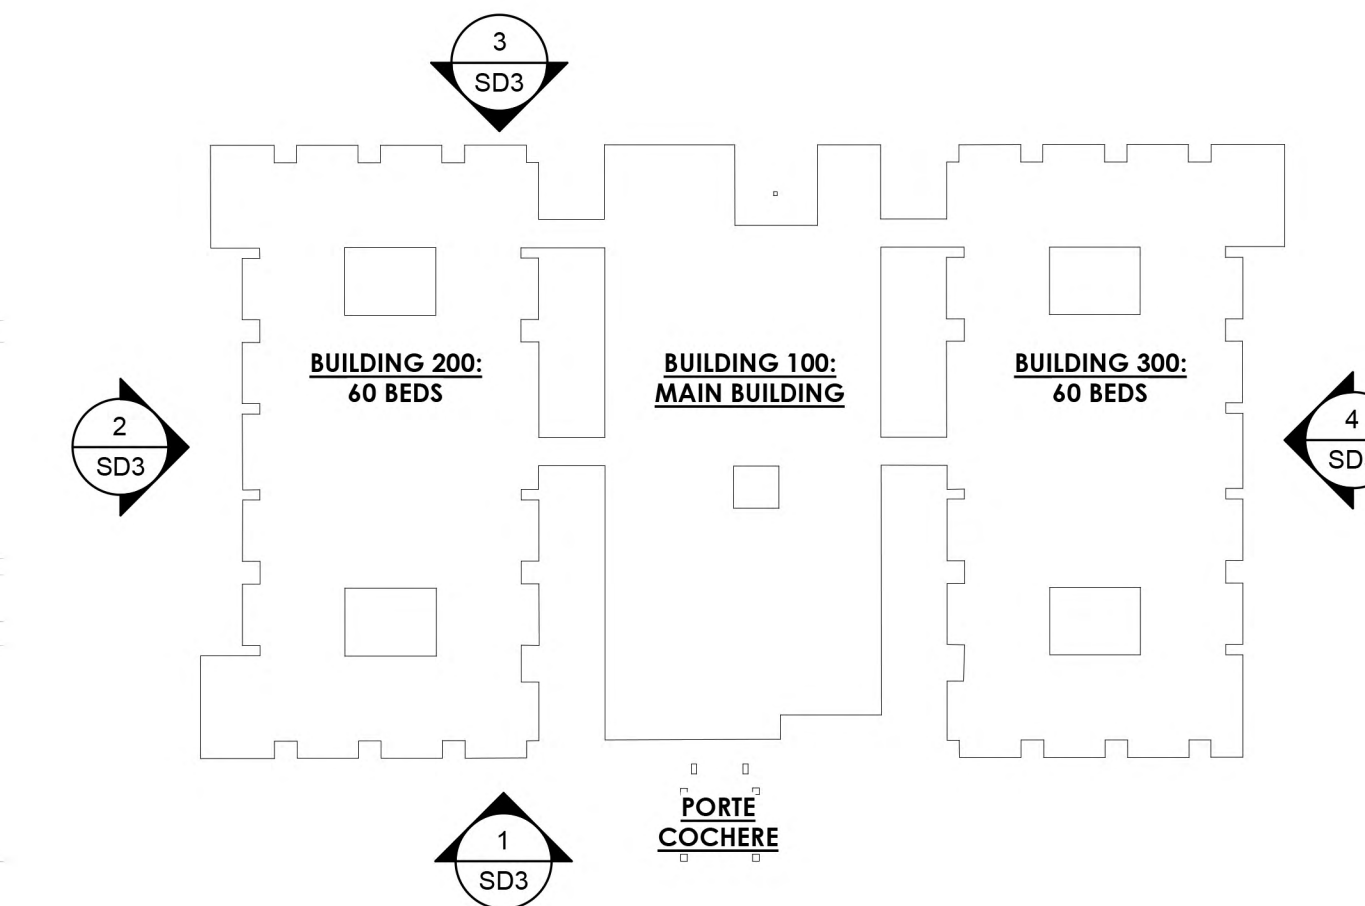 3
SD3
BUILDING 200:
60 BEDS
BUILDING 100:
MAIN BUILDING
BUILDING 300:
60 BEDS
2
SD3
4
SD
PORTE
COCHERE
1
SD3